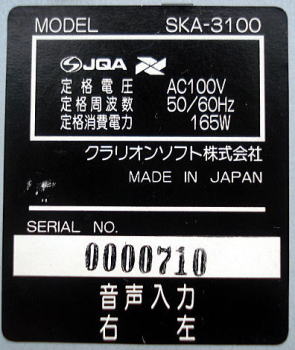 MODEL SKA-3100
JQA
定格電圧 AC100V
定格周波数 50/60Hz
定格消費電力 165W
クラリオンソフト株式会社
MADE IN JAPAN
SERIAL NO.
0000710
音声入力
右 左